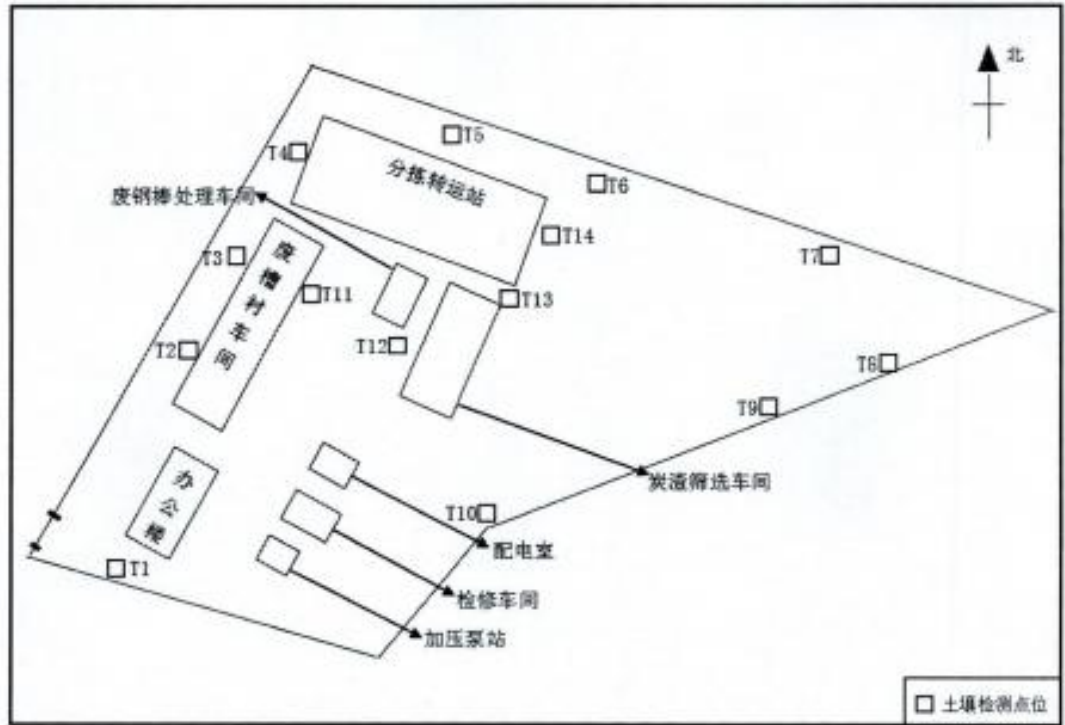 北
T5
T4
分拣转运站
T6
废钢棒处理车间
T14
T3
废槽衬车间
T7
T11
T13
T12
T2
T8
T9
炭渣筛选车间
办公楼
T10
配电室
T1
检修车间
加压泵站
土壤检测点位